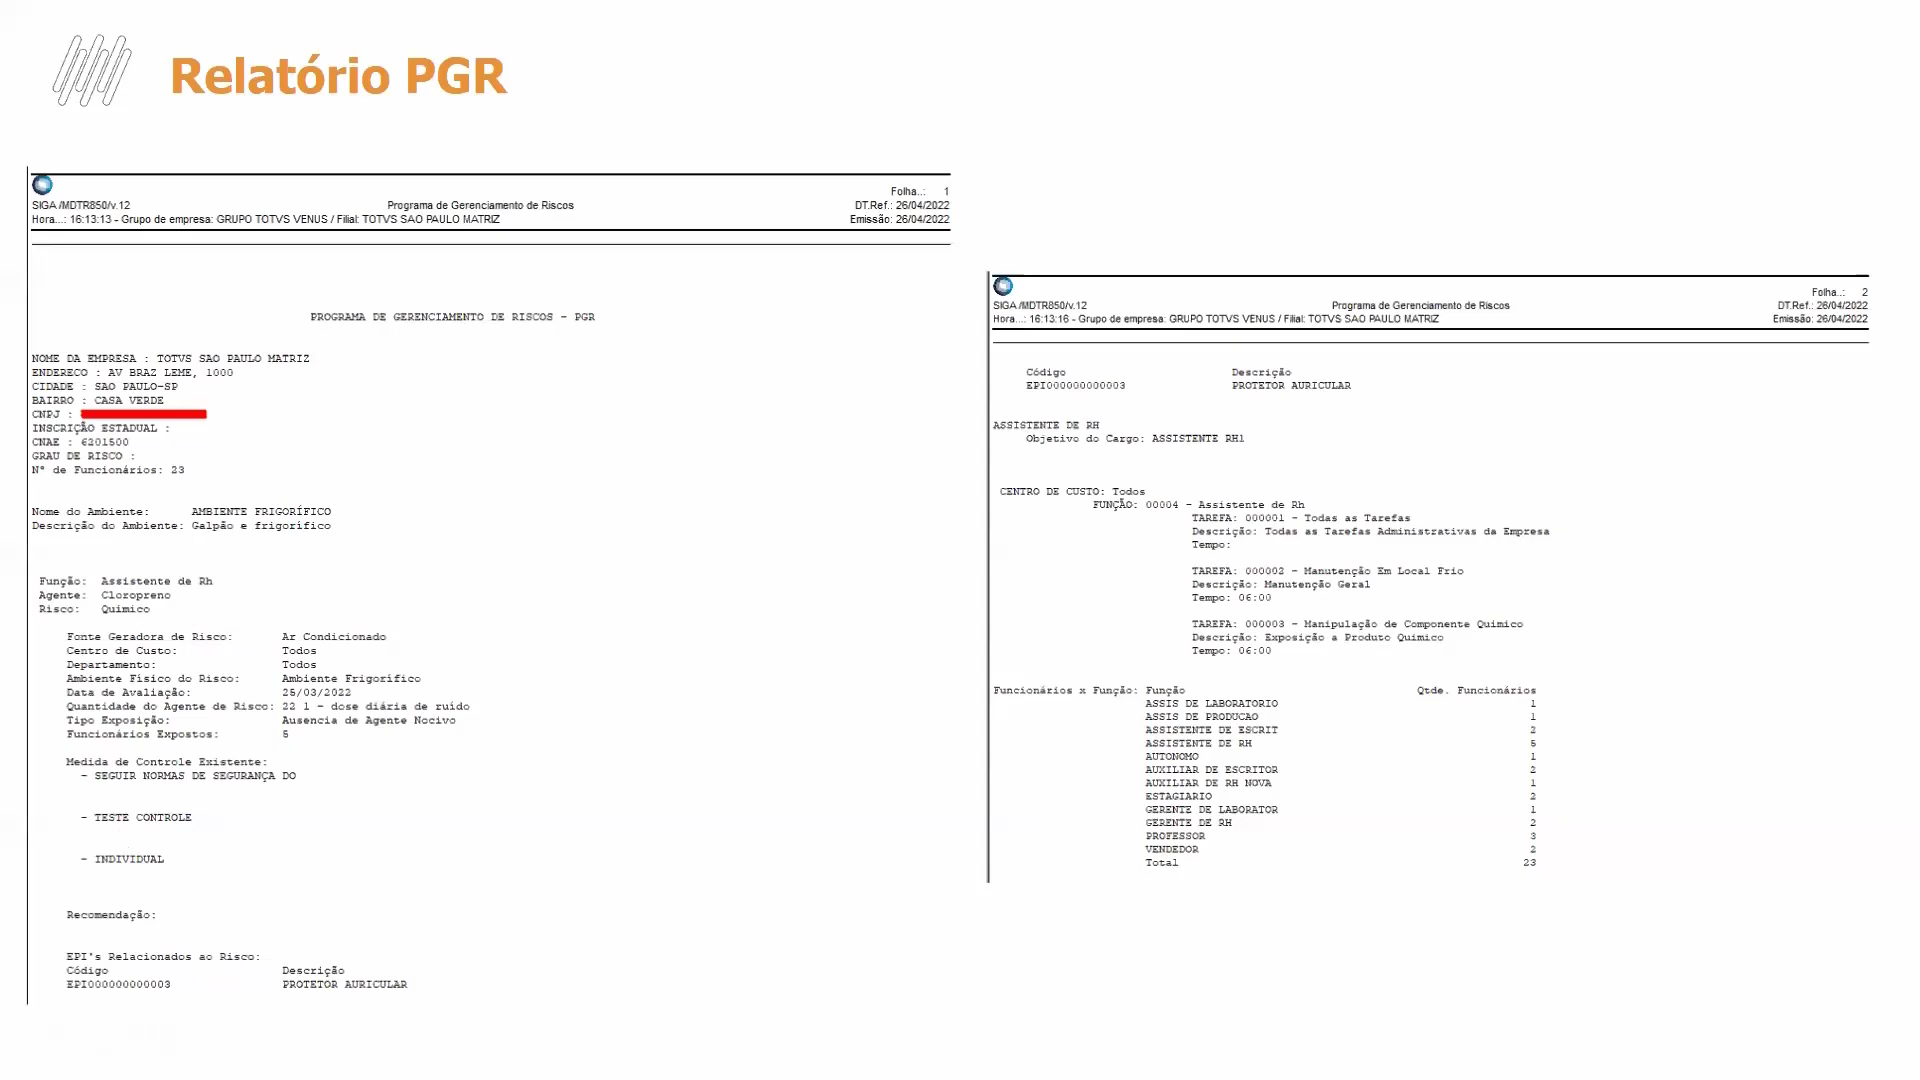 Relatório PGR
Folha..: 1
SIGA /MDTR850/v.12 Programa de Gerenciamento de Riscos DT.Ref.: 26/04/2022
Hora...: 16:13:13 - Grupo de empresa: GRUPO TOTVS VENUS / Filial: TOTVS SAO PAULO MATRIZ Emissão: 26/04/2022
PROGRAMA DE GERENCIAMENTO DE RISCOS - PGR
NOME DA EMPRESA : TOTVS SAO PAULO MATRIZ
ENDERECO : AV BRAZ LEME, 1000
CIDADE : SAO PAULO-SP
BAIRRO : CASA VERDE
CNPJ :
INSCRIÇÃO ESTADUAL :
CNAE : 6201500
GRAU DE RISCO :
N° de Funcionários: 23
Nome do Ambiente: AMBIENTE FRIGORÍFICO
Descrição do Ambiente: Galpão e frigorífico
Função: Assistente de Rh
Agente: Cloropreno
Risco: Quimico
Fonte Geradora de Risco: Ar Condicionado
Centro de Custo: Todos
Departamento: Todos
Ambiente Físico do Risco: Ambiente Frigorífico
Data de Avaliação: 25/03/2022
Quantidade do Agente de Risco: 22 1 - dose diária de ruído
Tipo Exposição: Ausencia de Agente Nocivo
Funcionários Expostos: 5
Medida de Controle Existente:
- SEGUIR NORMAS DE SEGURANÇA DO
- TESTE CONTROLE
- INDIVIDUAL
Recomendação:
EPI's Relacionados ao Risco:
Código Descrição
EPI000000000003 PROTETOR AURICULAR
Folha..: 2
SIGA /MDTR850/v.12 Programa de Gerenciamento de Riscos DT.Ref.: 26/04/2022
Hora...: 16:13:16 - Grupo de empresa: GRUPO TOTVS VENUS / Filial: TOTVS SAO PAULO MATRIZ Emissão: 26/04/2022
Código Descrição
EPI000000000003 PROTETOR AURICULAR
ASSISTENTE DE RH
Objetivo do Cargo: ASSISTENTE RH1
CENTRO DE CUSTO: Todos
FUNÇÃO: 00004 - Assistente de Rh
TAREFA: 000001 - Todas as Tarefas
Descrição: Todas as Tarefas Administrativas da Empresa
Tempo:
TAREFA: 000002 - Manutenção Em Local Frio
Descrição: Manutenção Geral
Tempo: 06:00
TAREFA: 000003 - Manipulação de Componente Quimico
Descrição: Exposição a Produto Quimico
Tempo: 06:00
Funcionários x Função: Função Qtde. Funcionários
ASSIS DE LABORATORIO 1
ASSIS DE PRODUCAO 1
ASSISTENTE DE ESCRIT 2
ASSISTENTE DE RH 5
AUTONOMO 1
AUXILIAR DE ESCRITOR 2
AUXILIAR DE RH NOVA 1
ESTAGIARIO 2
GERENTE DE LABORATOR 1
GERENTE DE RH 2
PROFESSOR 3
VENDEDOR 2
Total 23